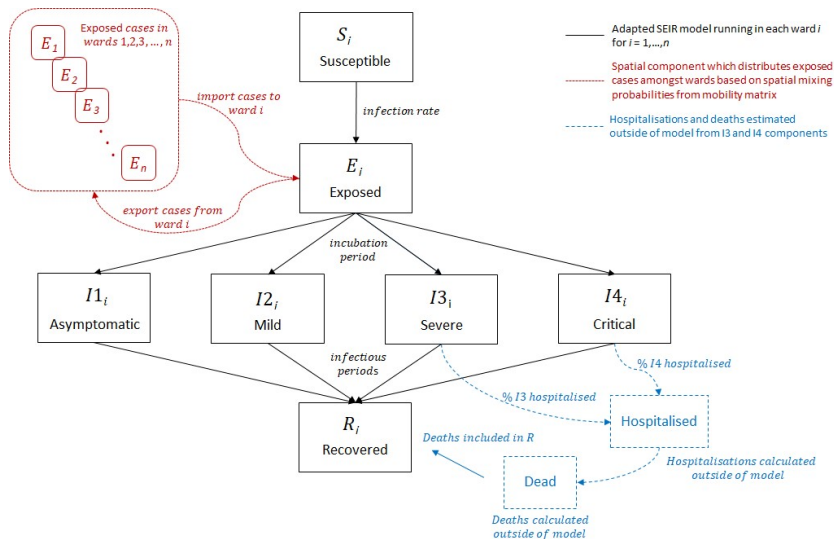 Exposed cases in
wards 1,2,3, …, n
E₁
E₂
E₃
Eₙ
import cases to
ward i
export cases from
ward i
Sᵢ
Susceptible
infection rate
Eᵢ
Exposed
incubation
period
I1ᵢ
Asymptomatic
I2ᵢ
Mild
I3ᵢ
Severe
I4ᵢ
Critical
infectious
periods
Rᵢ
Recovered
% I3 hospitalised
% I4 hospitalised
Hospitalised
Hospitalisations calculated
outside of model
Deaths included in R
Dead
Deaths calculated
outside of model
Adapted SEIR model running in each ward i
for i = 1,...,n
Spatial component which distributes exposed
cases amongst wards based on spatial mixing
probabilities from mobility matrix
Hospitalisations and deaths estimated
outside of model from I3 and I4 components